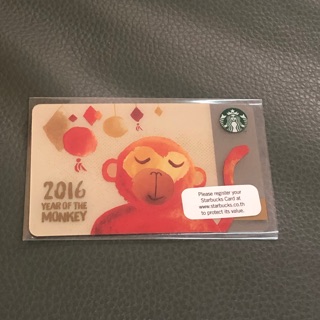 2016
YEAR OF THE
MONKEY
Please register your
Starbucks Card at
www.starbucks.co.th
to protect its value.